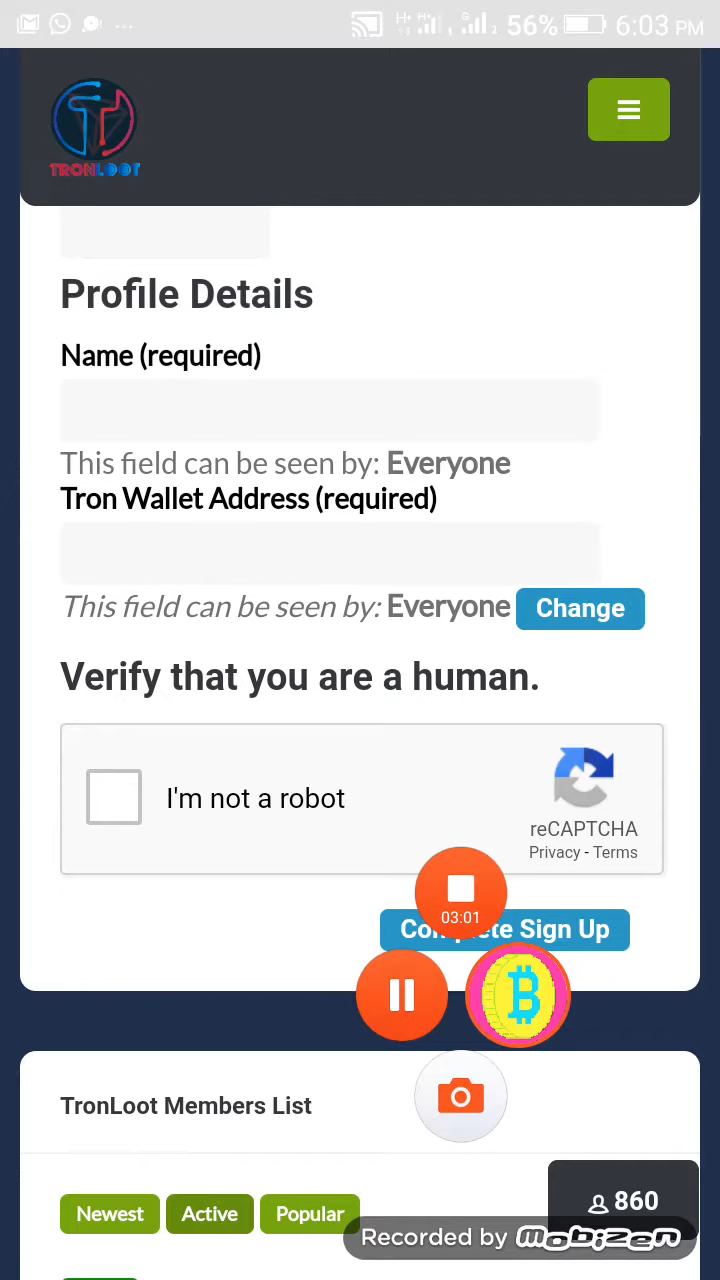 56% 6:03 PM
TRONLOOT
Profile Details
Name (required)
This field can be seen by: Everyone
Tron Wallet Address (required)
This field can be seen by: Everyone Change
Verify that you are a human.
I'm not a robot
reCAPTCHA
Privacy - Terms
03:01
Complete Sign Up
TronLoot Members List
860
Newest Active Popular
Recorded by mobizen